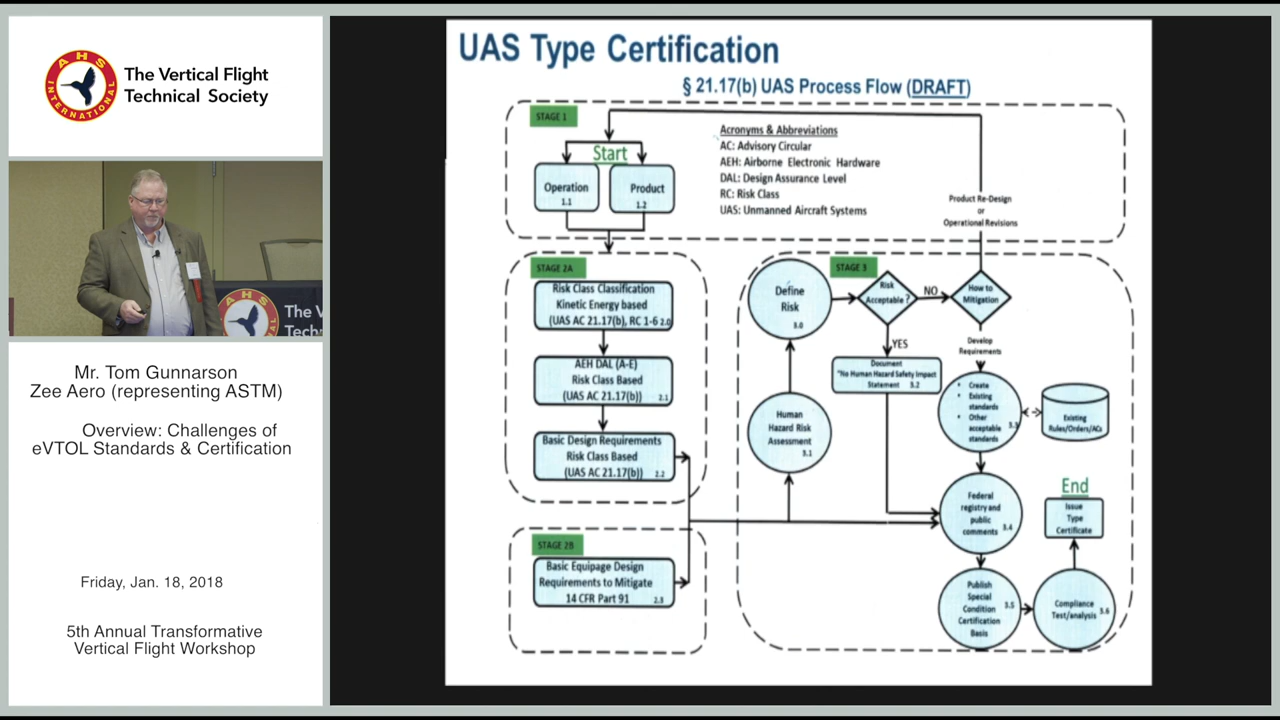 AHS
INTERNATIONAL
The Vertical Flight
Technical Society
AHS
INTERNATIONAL
The V
Tech
Mr. Tom Gunnarson
Zee Aero (representing ASTM)
Overview: Challenges of
eVTOL Standards & Certification
Friday, Jan. 18, 2018
5th Annual Transformative
Vertical Flight Workshop
UAS Type Certification
§ 21.17(b) UAS Process Flow (DRAFT)
STAGE 1
Start
Operation
1.1
Product
1.2
Acronyms & Abbreviations
AC: Advisory Circular
AEH: Airborne Electronic Hardware
DAL: Design Assurance Level
RC: Risk Class
UAS: Unmanned Aircraft Systems
Product Re-Design
or
Operational Revisions
STAGE 2A
Risk Class Classification
Kinetic Energy based
(UAS AC 21.17(b), RC 1-6 2.0
AEH DAL (A-E)
Risk Class Based
(UAS AC 21.17(b)) 2.1
Basic Design Requirements
Risk Class Based
(UAS AC 21.17(b)) 2.2
STAGE 2B
Basic Equipage Design
Requirements to Mitigate
14 CFR Part 91 2.3
STAGE 3
Define
Risk
3.0
Risk
Acceptable?
NO
How to
Mitigation
YES
Document
"No Human Hazard Safety Impact
Statement 3.2
Develop
Requirements
Human
Hazard Risk
Assessment
3.1
• Create
• Existing
standards
• Other
acceptable
standards
3.3
Existing
Rules/Orders/ACs
Federal
registry and
public
comments 3.4
End
Issue
Type
Certificate
Publish
Special
Condition
Certification
Basis
3.5
Compliance
Test/analysis 3.6